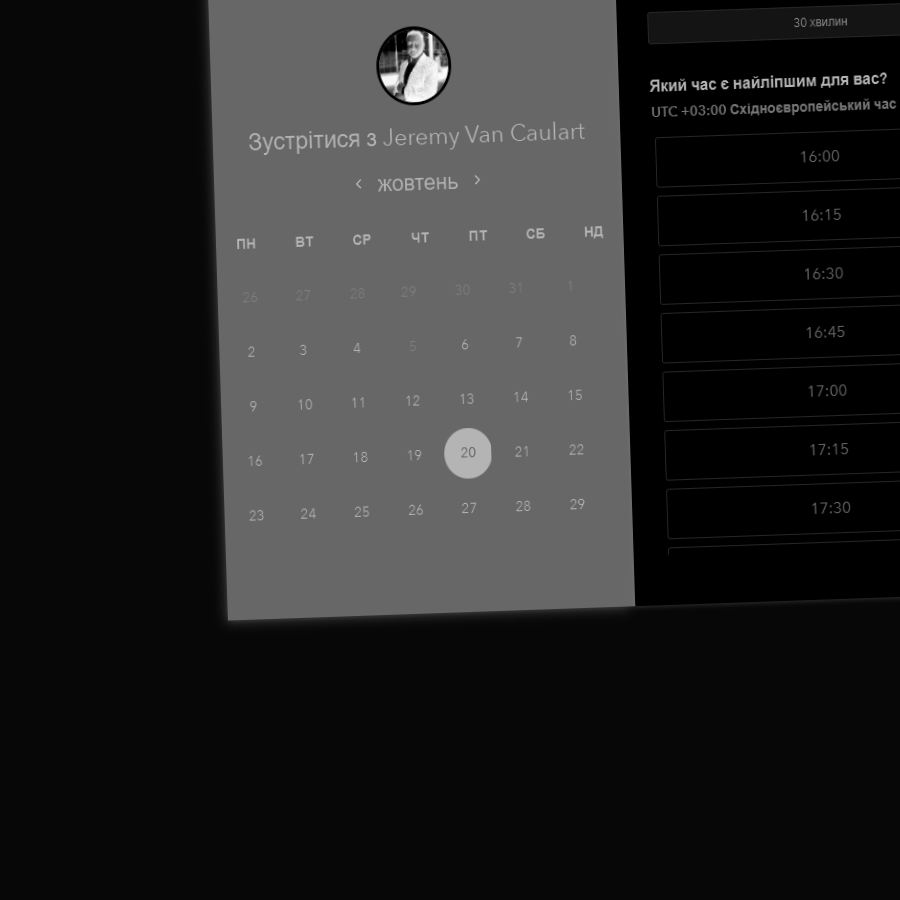 Зустрітися з Jeremy Van Caulart
жовтень
ПН ВТ СР ЧТ ПТ СБ НД
26 27 28 29 30 31 1
2 3 4 5 6 7 8
9 10 11 12 13 14 15
16 17 18 19 20 21 22
23 24 25 26 27 28 29
30 хвилин
Який час є найліпшим для вас?
UTC +03:00 Східноєвропейський час
16:00
16:15
16:30
16:45
17:00
17:15
17:30